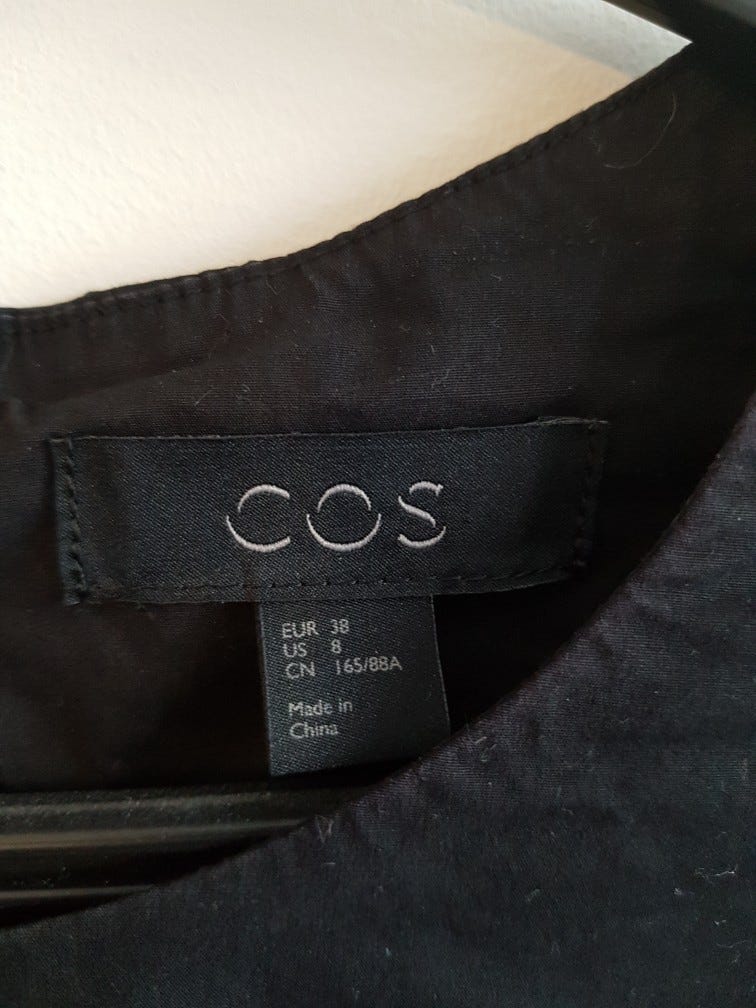 COS
EUR 38
US 8
CN 165/88A
Made in
China